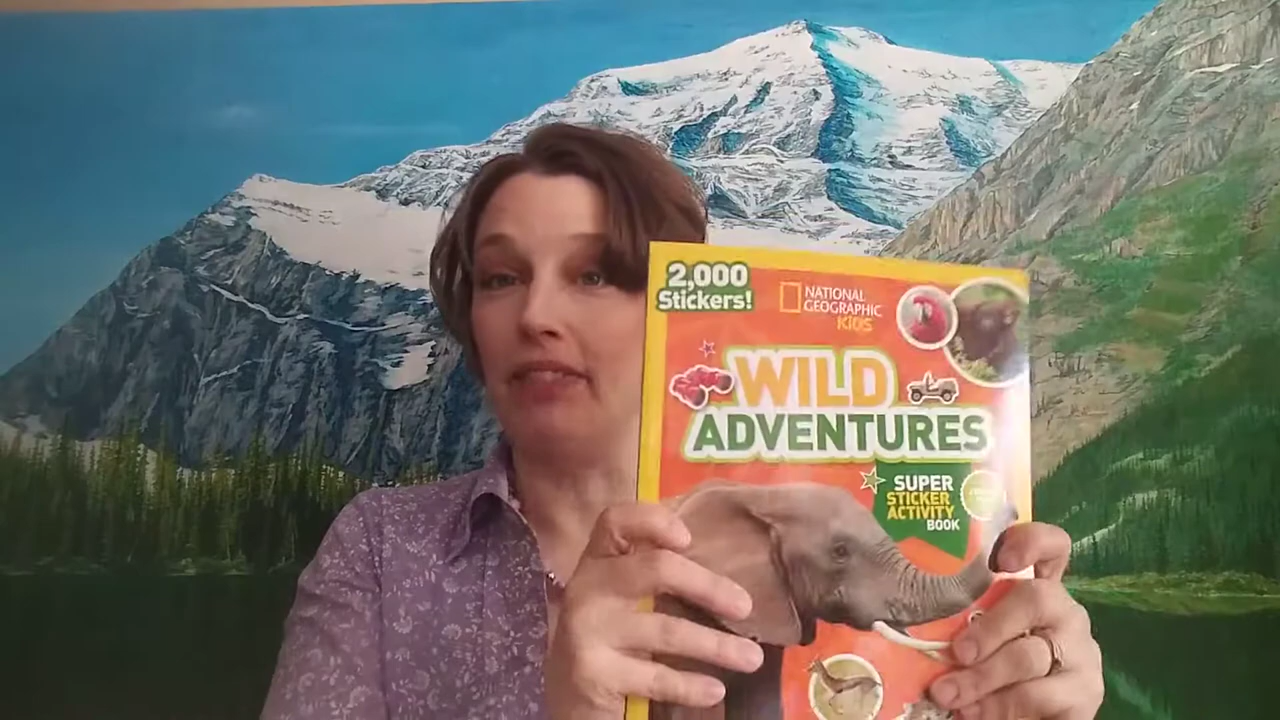 2,000
Stickers!
NATIONAL
GEOGRAPHIC
KiDS
WILD
ADVENTURES
SUPER
STICKER
ACTIVITY
BOOK